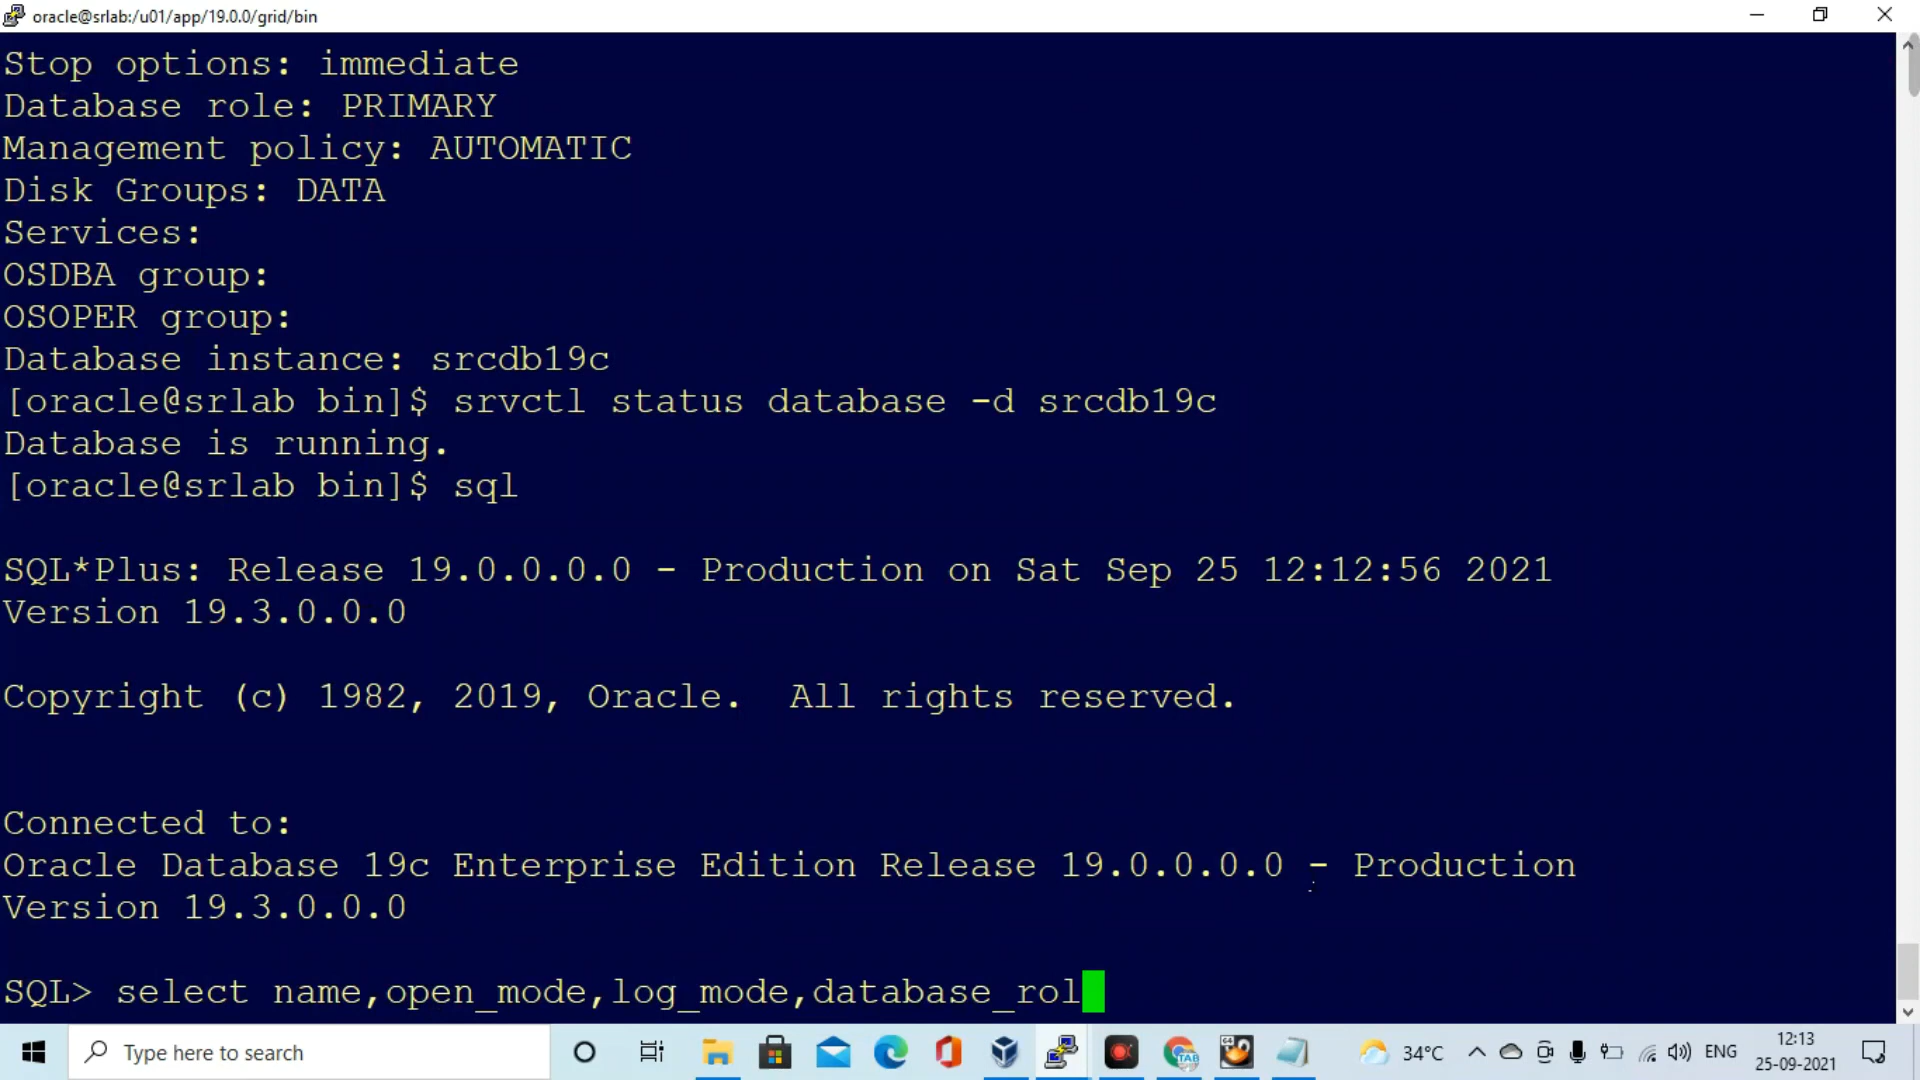 oracle@srlab:/u01/app/19.0.0/grid/bin
Stop options: immediate
Database role: PRIMARY
Management policy: AUTOMATIC
Disk Groups: DATA
Services:
OSDBA group:
OSOPER group:
Database instance: srcdb19c
[oracle@srlab bin]$ srvctl status database -d srcdb19c
Database is running.
[oracle@srlab bin]$ sql
SQL*Plus: Release 19.0.0.0.0 - Production on Sat Sep 25 12:12:56 2021
Version 19.3.0.0.0
Copyright (c) 1982, 2019, Oracle.  All rights reserved.
Connected to:
Oracle Database 19c Enterprise Edition Release 19.0.0.0.0 - Production
Version 19.3.0.0.0
SQL> select name,open_mode,log_mode,database_rol
Type here to search
TAB
64
34°C
ENG
12:13
25-09-2021